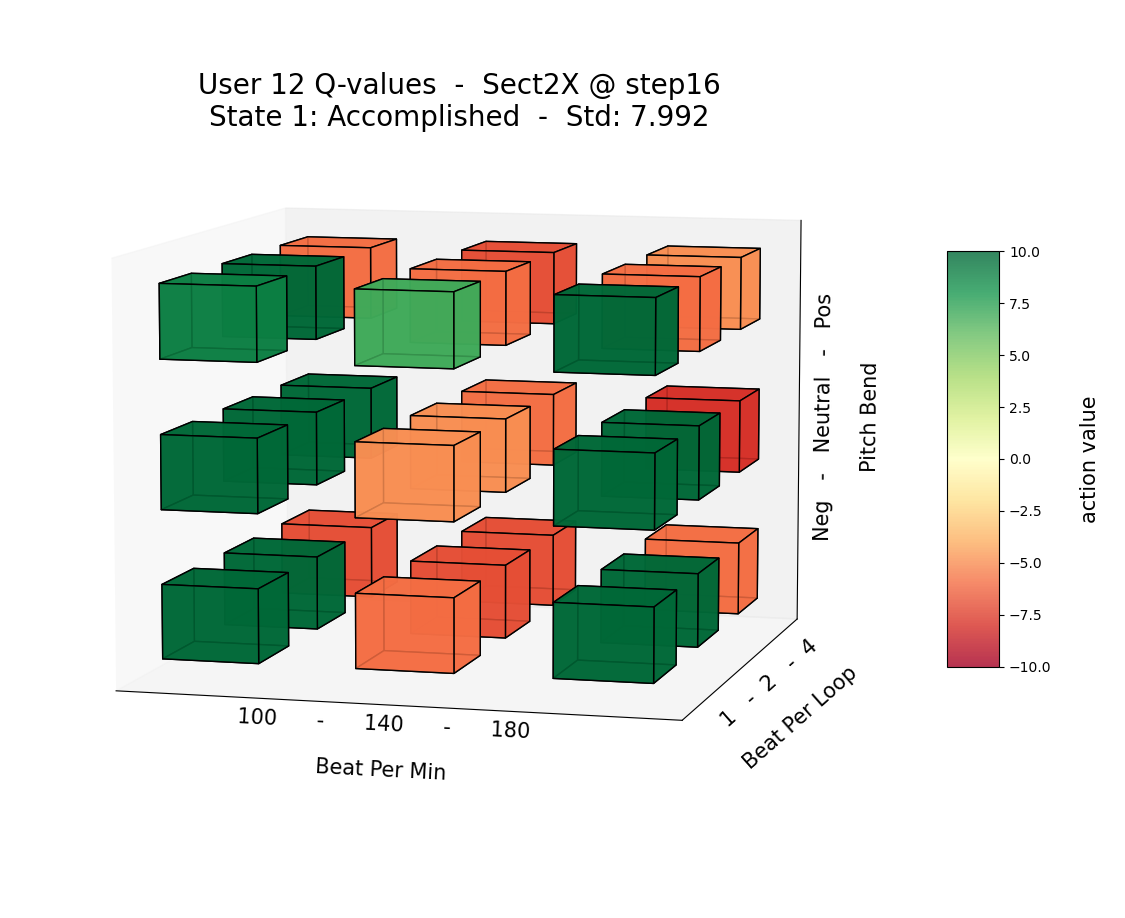 User 12 Q-values  -  Sect2X @ step16
State 1: Accomplished  -  Std: 7.992
10.0
7.5
5.0
2.5
0.0
−2.5
−5.0
−7.5
−10.0
action value
Neg   -   Neutral   -   Pos
Pitch Bend
1  -  2  -  4
Beat Per Loop
100   -   140   -   180
Beat Per Min